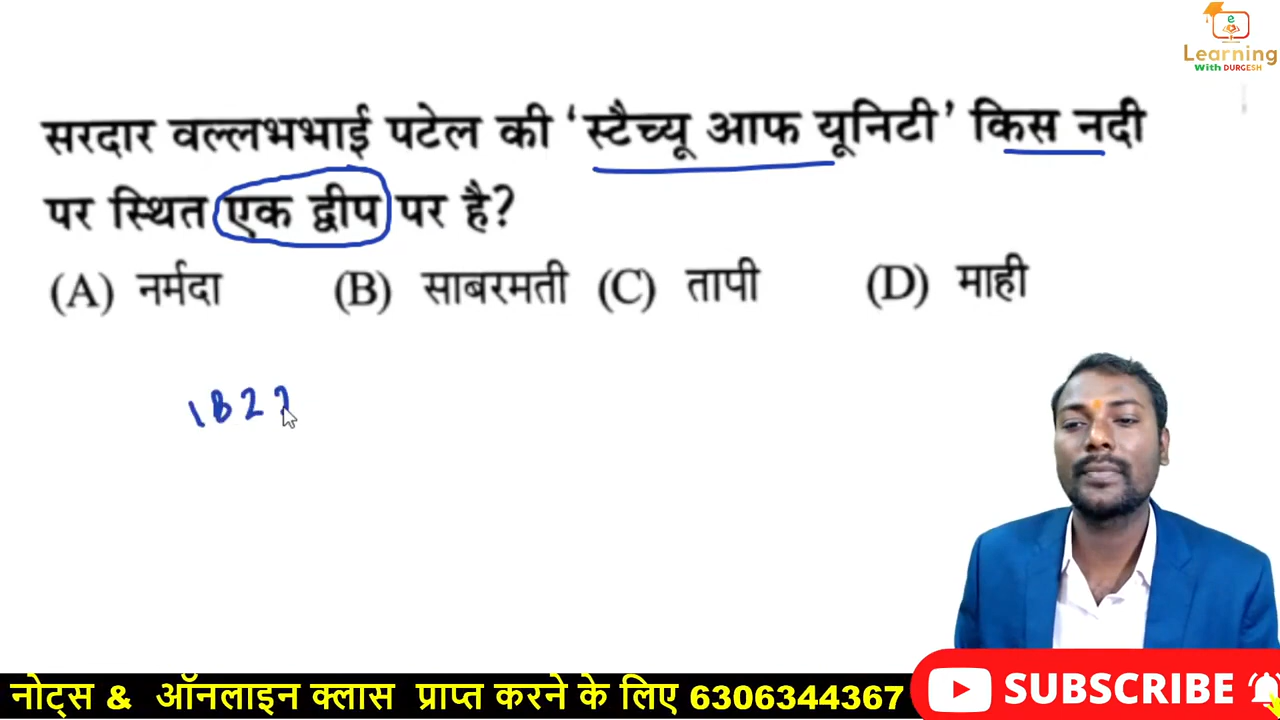 e
Learning
With DURGESH
सरदार वल्लभभाई पटेल की ‘स्टैच्यू आफ यूनिटी’ किस नदी
पर स्थित एक द्वीप पर है?
(A) नर्मदा (B) साबरमती (C) तापी (D) माही
182
नोट्स & ऑनलाइन क्लास प्राप्त करने के लिए 6306344367
SUBSCRIBE